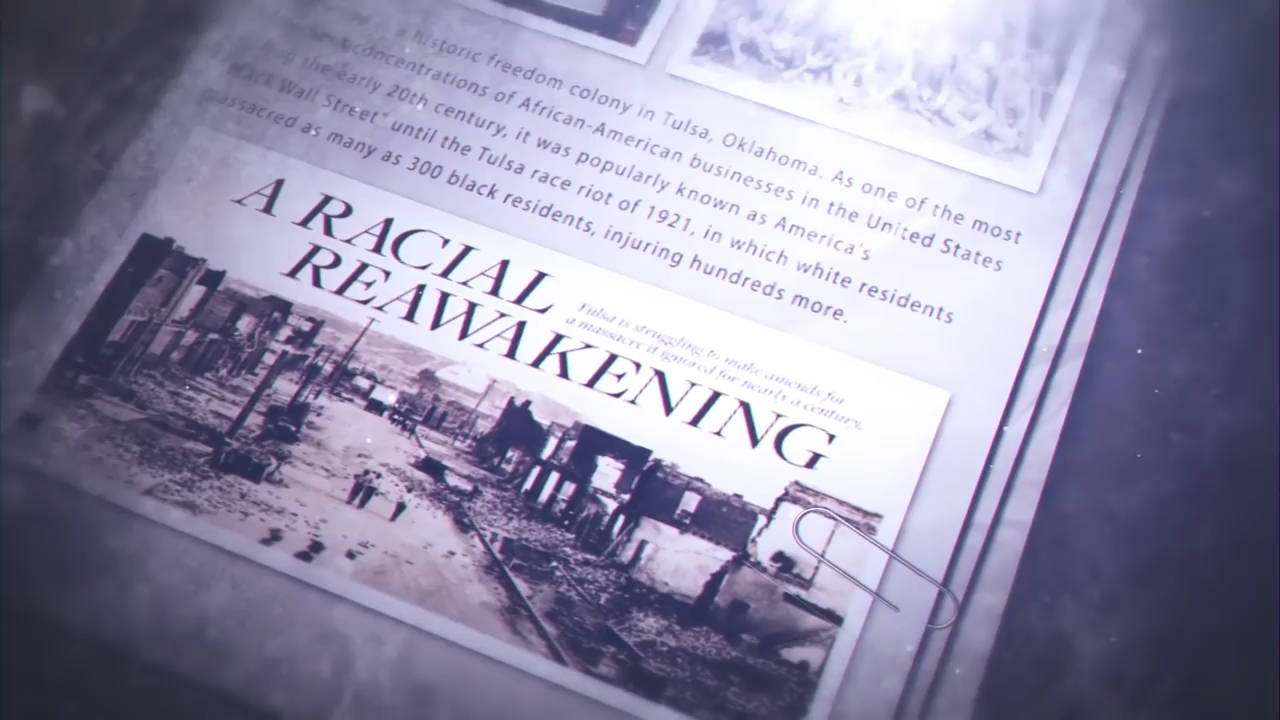 historic freedom colony in Tulsa, Oklahoma. As one of the most
concentrations of African-American businesses in the United States
the early 20th century, it was popularly known as America's
Black Wall Street" until the Tulsa race riot of 1921, in which white residents
massacred as many as 300 black residents, injuring hundreds more.
A RACIAL
REAWAKENING
Tulsa is struggling to make amends for
a massacre it ignored for nearly a century.